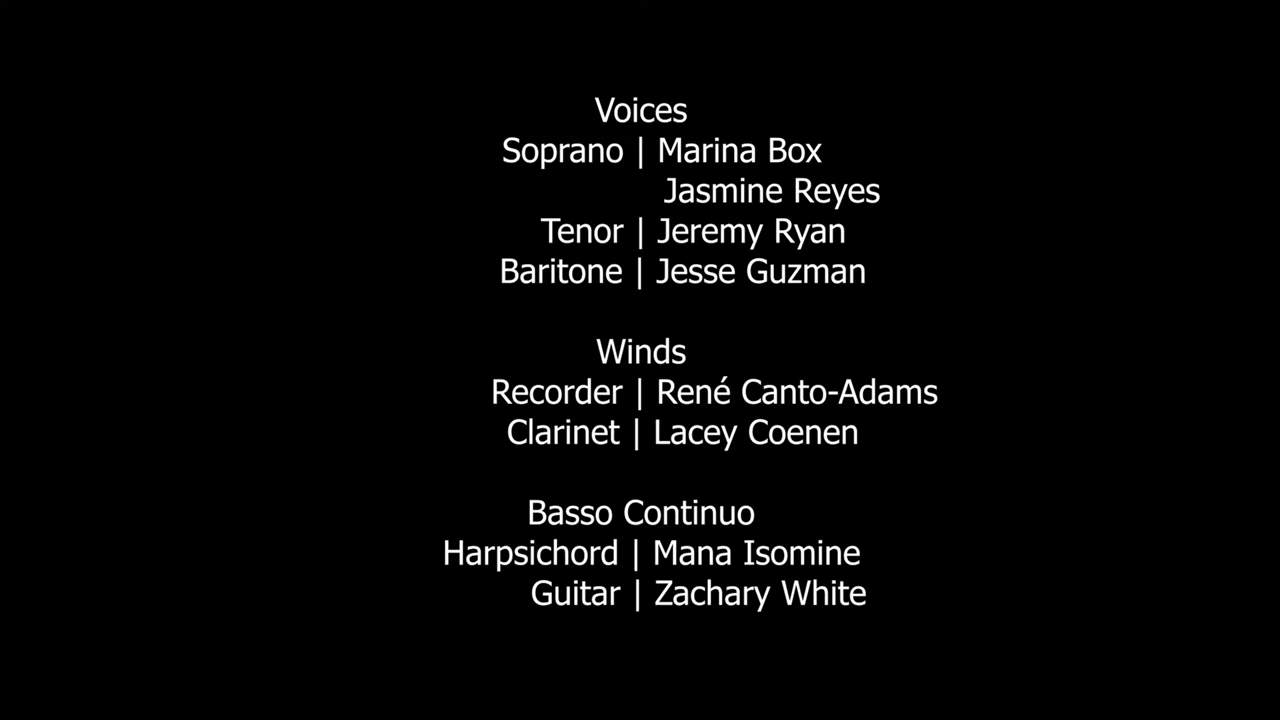 Voices
Soprano | Marina Box
Jasmine Reyes
Tenor | Jeremy Ryan
Baritone | Jesse Guzman
Winds
Recorder | René Canto-Adams
Clarinet | Lacey Coenen
Basso Continuo
Harpsichord | Mana Isomine
Guitar | Zachary White